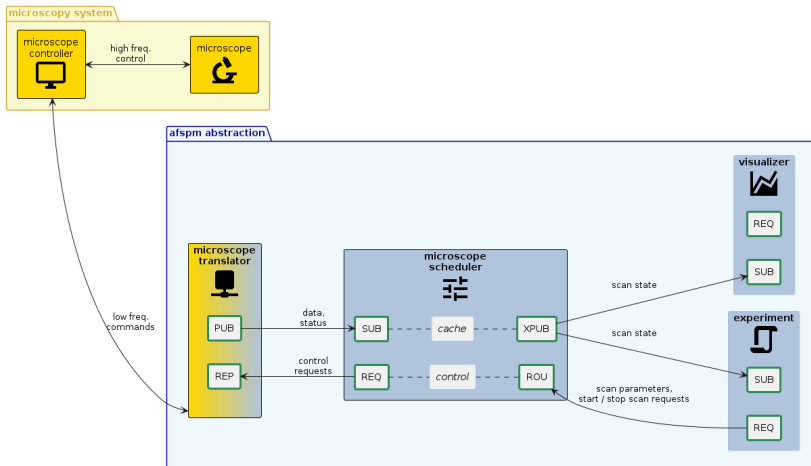 microscopy system
microscope
controller
high freq.
control
microscope
afspm abstraction
visualizer
REQ
SUB
microscope
translator
PUB
REP
low freq.
commands
data,
status
control
requests
microscope
scheduler
SUB
cache
XPUB
REQ
control
ROU
scan state
scan state
scan parameters,
start / stop scan requests
experiment
SUB
REQ